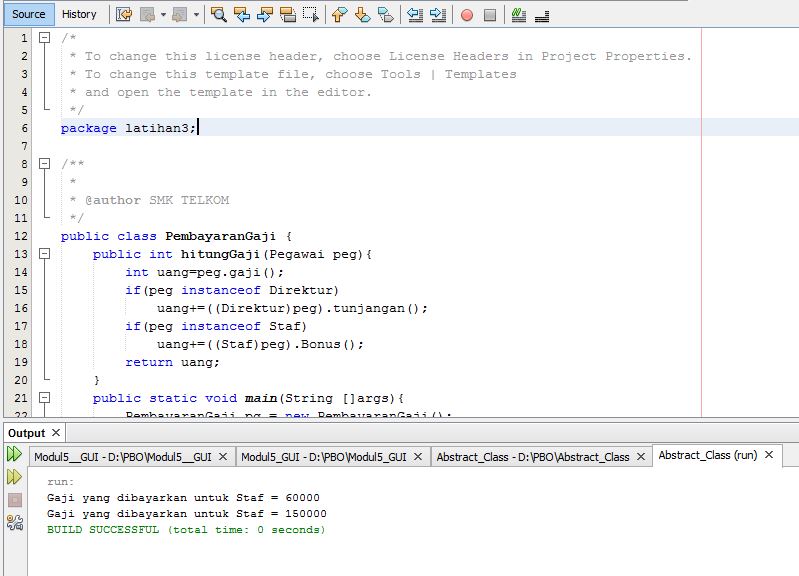 Source History
1 /*
2 * To change this license header, choose License Headers in Project Properties.
3 * To change this template file, choose Tools | Templates
4 * and open the template in the editor.
5 */
6 package latihan3;
7
8 /**
9 *
10 * @author SMK TELKOM
11 */
12 public class PembayaranGaji {
13 public int hitungGaji(Pegawai peg){
14 int uang=peg.gaji();
15 if(peg instanceof Direktur)
16 uang+=((Direktur)peg).tunjangan();
17 if(peg instanceof Staf)
18 uang+=((Staf)peg).Bonus();
19 return uang;
20 }
21 public static void main(String []args){
22 PembayaranGaji pg = new PembayaranGaji();
Output
Modul5__GUI - D:\PBO\Modul5__GUI Modul5_GUI - D:\PBO\Modul5_GUI Abstract_Class - D:\PBO\Abstract_Class Abstract_Class (run)
run:
Gaji yang dibayarkan untuk Staf = 60000
Gaji yang dibayarkan untuk Staf = 150000
BUILD SUCCESSFUL (total time: 0 seconds)